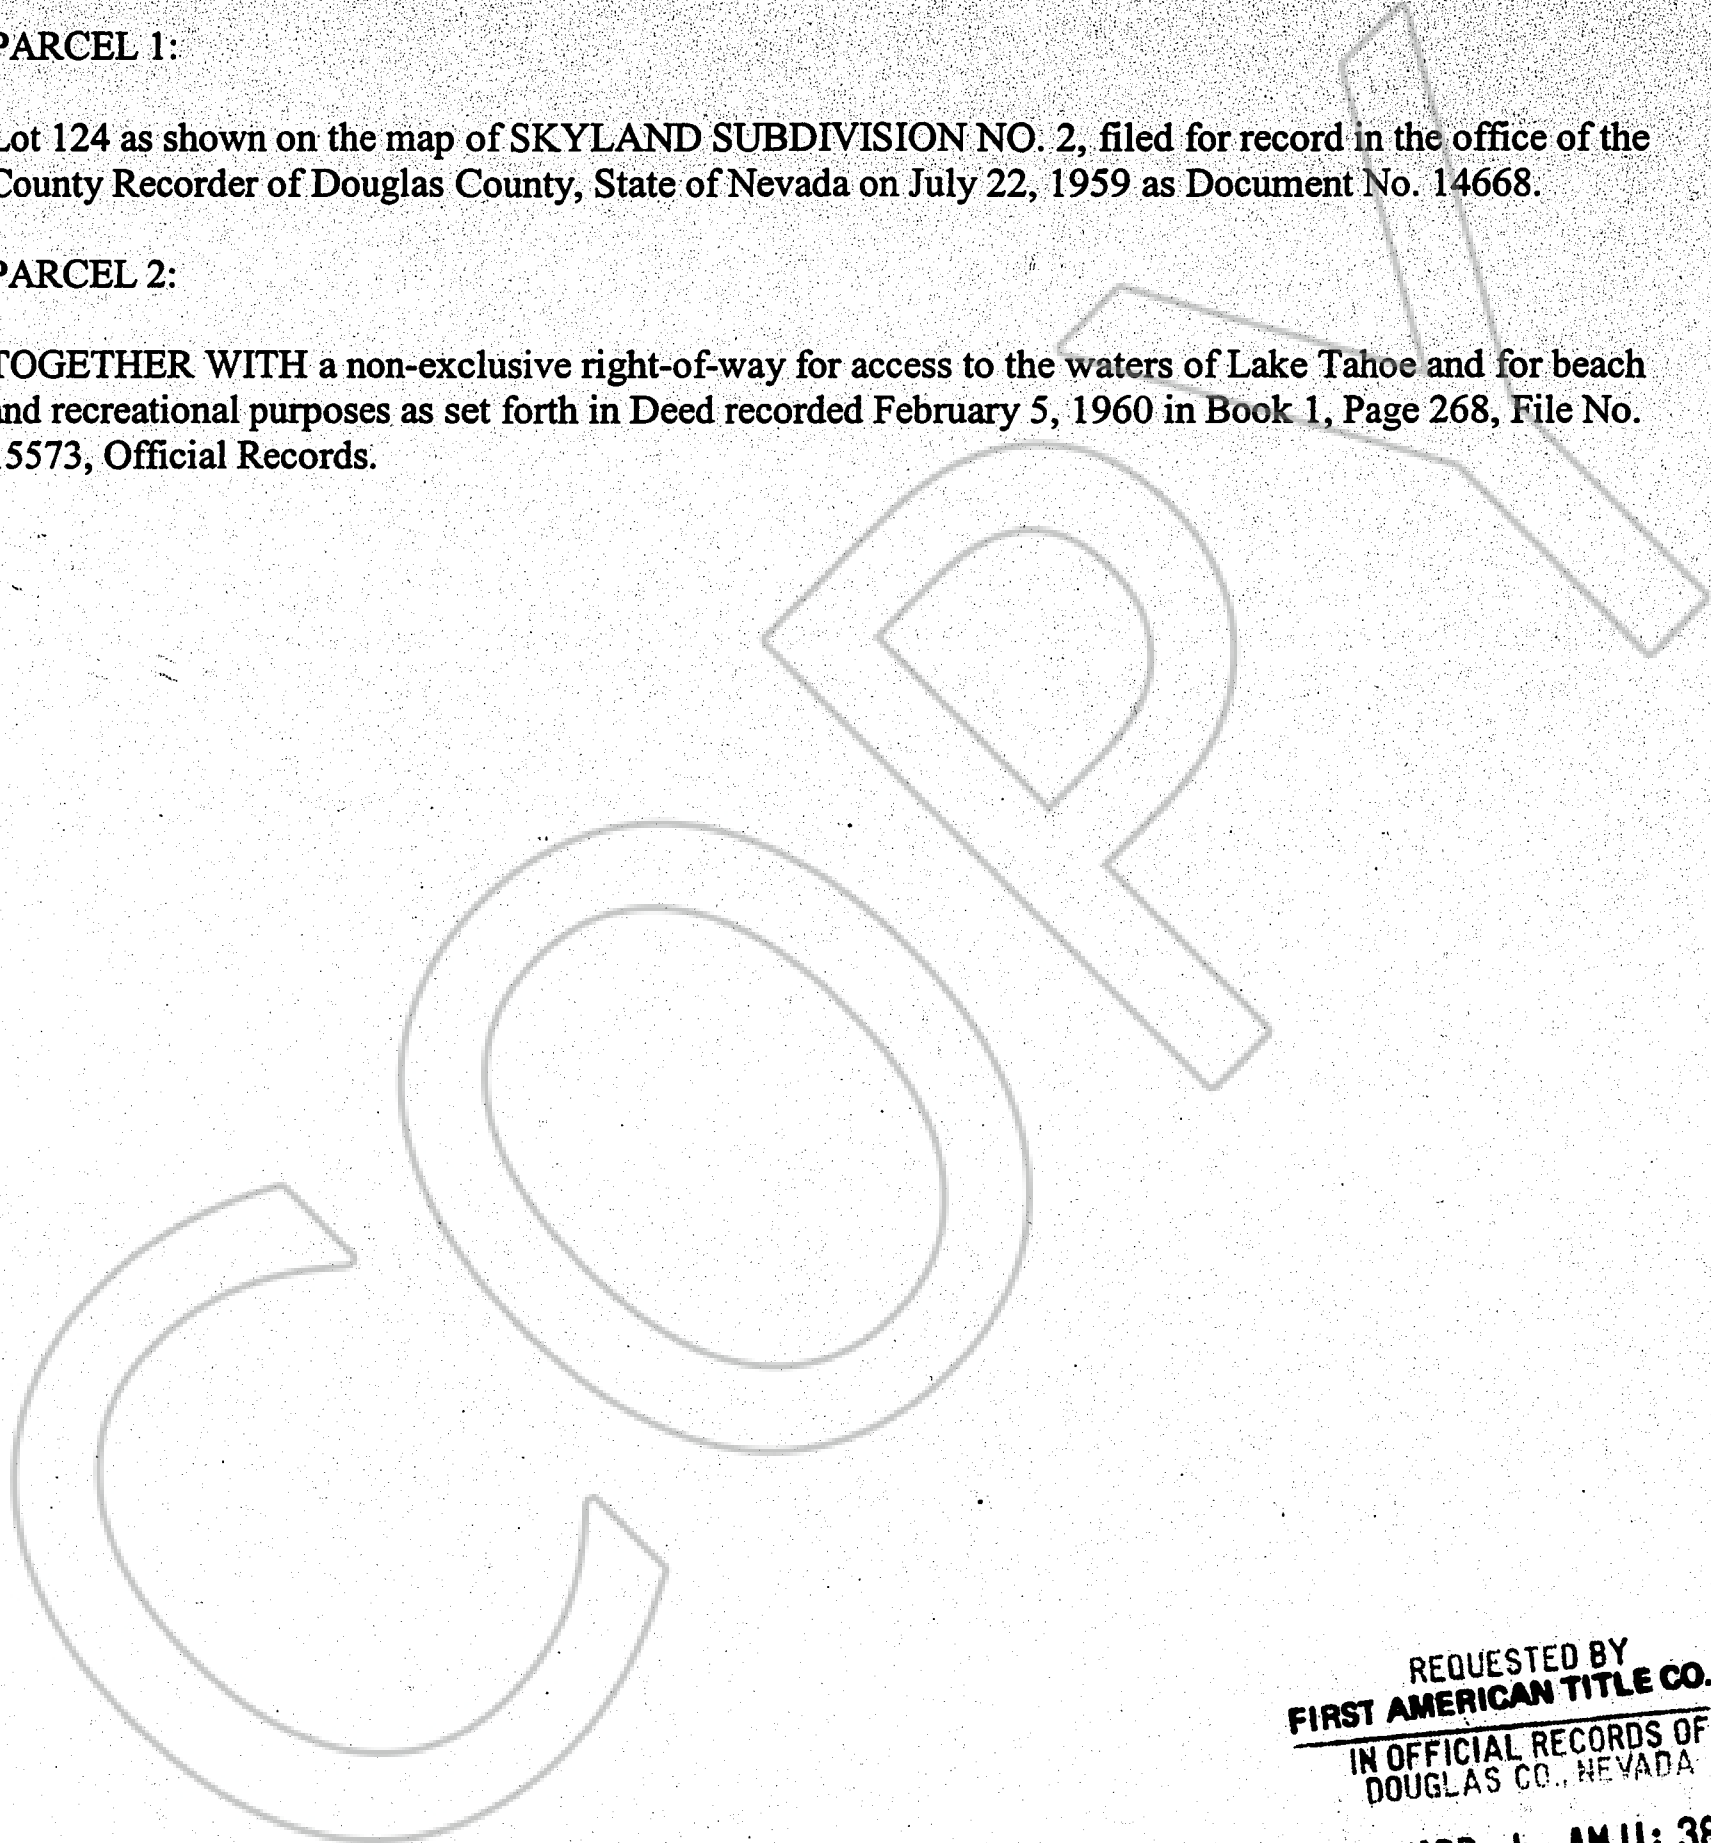 PARCEL 1:
Lot 124 as shown on the map of SKYLAND SUBDIVISION NO. 2, filed for record in the office of the
County Recorder of Douglas County, State of Nevada on July 22, 1959 as Document No. 14668.
PARCEL 2:
TOGETHER WITH a non-exclusive right-of-way for access to the waters of Lake Tahoe and for beach
and recreational purposes as set forth in Deed recorded February 5, 1960 in Book 1, Page 268, File No.
5573, Official Records.
COPY
REQUESTED BY
FIRST AMERICAN TITLE CO.
IN OFFICIAL RECORDS OF
DOUGLAS CO., NEVADA
AM 11: 38